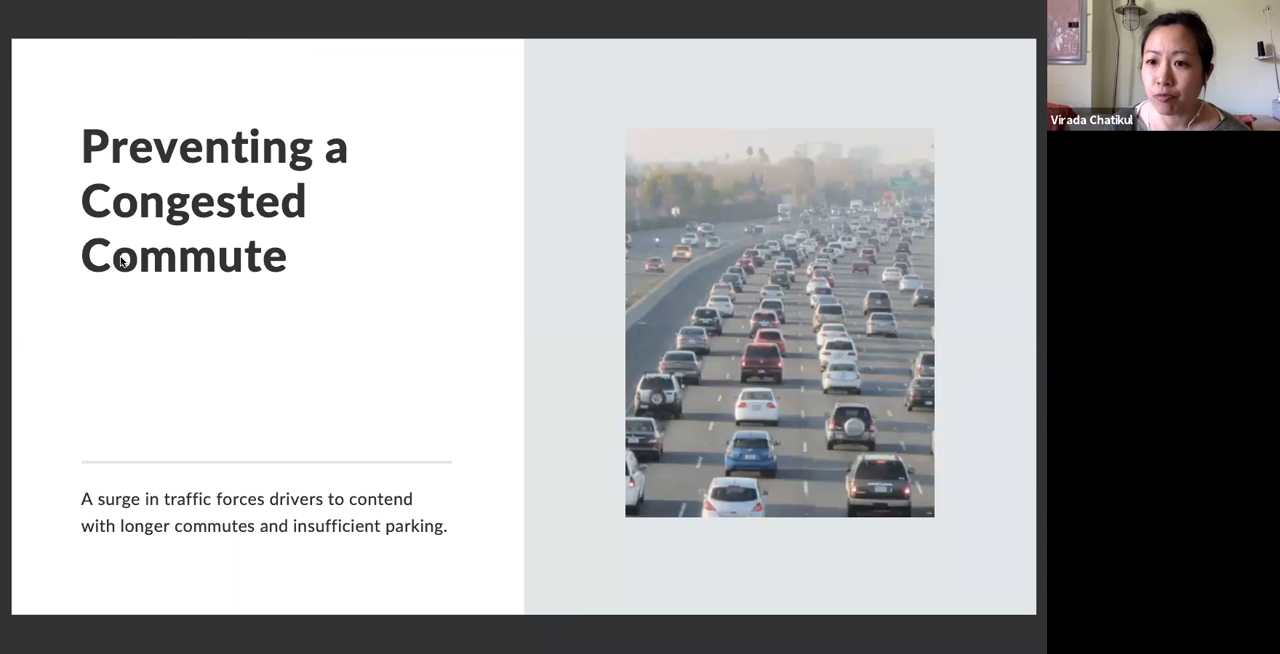 Preventing a
Congested
Commute
A surge in traffic forces drivers to contend
with longer commutes and insufficient parking.
Virada Chatikul